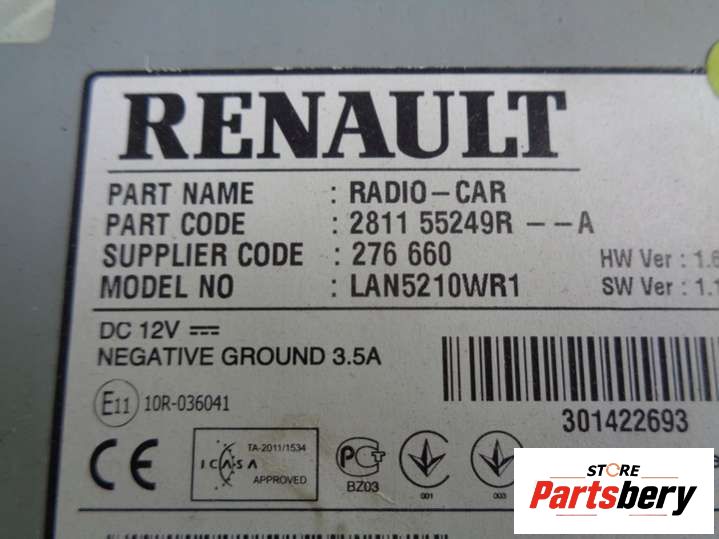 RENAULT
PART NAME : RADIO-CAR
PART CODE : 2811 55249R --A
SUPPLIER CODE : 276 660
HW Ver : 1.6
MODEL NO : LAN5210WR1
SW Ver : 1.1
DC 12V
NEGATIVE GROUND 3.5A
E11 10R-036041
301422693
CE
ICASA
TA-2011/1534
APPROVED
PCT
BZ03
001
003
STORE
Partsbery